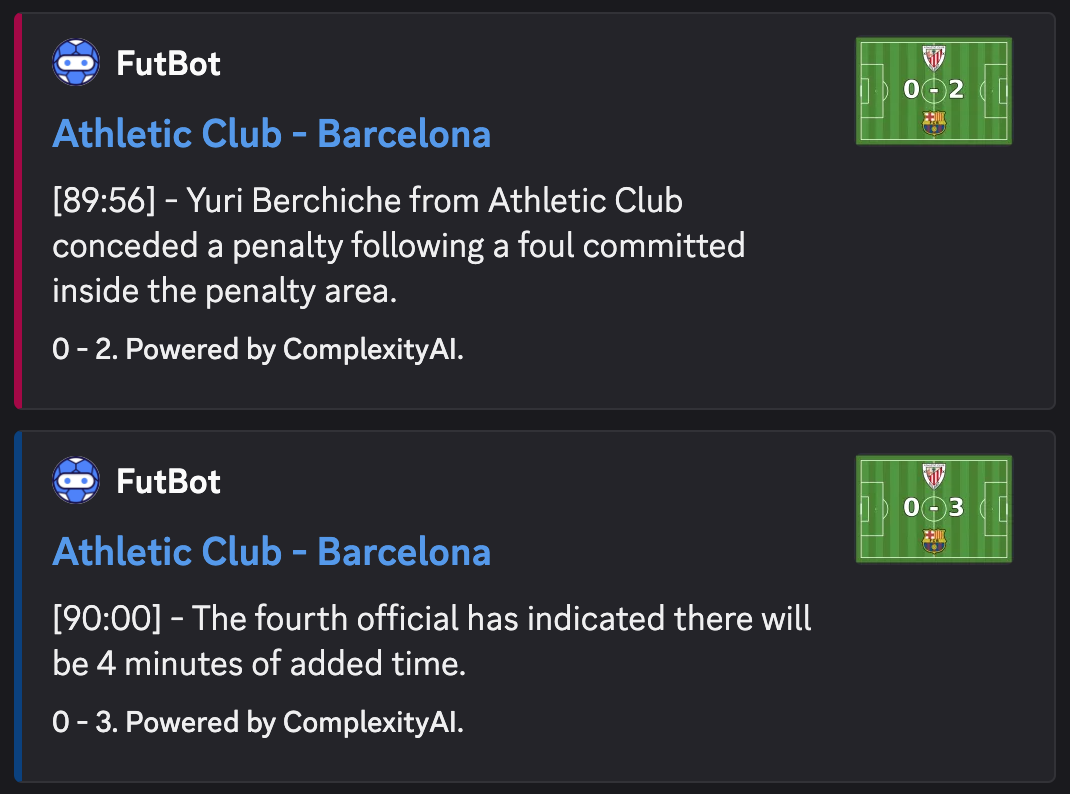 FutBot
0 - 2
Athletic Club - Barcelona
[89:56] - Yuri Berchiche from Athletic Club
conceded a penalty following a foul committed
inside the penalty area.
0 - 2. Powered by ComplexityAI.
FutBot
0 - 3
Athletic Club - Barcelona
[90:00] - The fourth official has indicated there will
be 4 minutes of added time.
0 - 3. Powered by ComplexityAI.